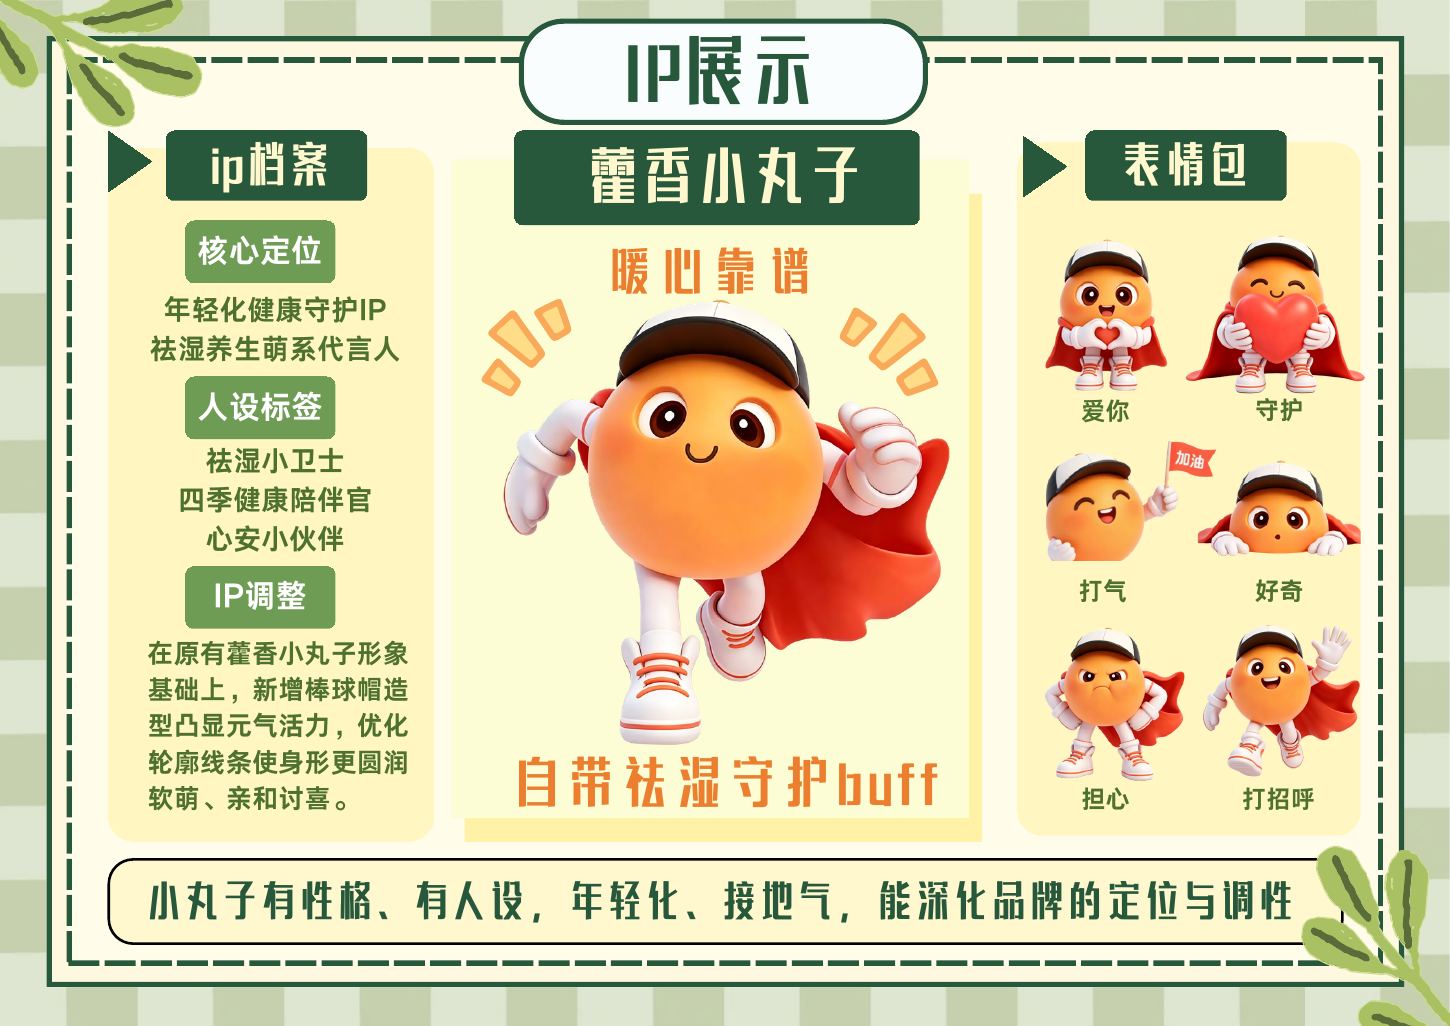 IP展示
ip档案
核心定位
年轻化健康守护IP
祛湿养生萌系代言人
人设标签
祛湿小卫士
四季健康陪伴官
心安小伙伴
IP调整
在原有藿香小丸子形象
基础上，新增棒球帽造
型凸显元气活力，优化
轮廓线条使身形更圆润
软萌、亲和讨喜。
藿香小丸子
暖心靠谱
自带祛湿守护buff
表情包
爱你
守护
加油
打气
好奇
担心
打招呼
小丸子有性格、有人设，年轻化、接地气，能深化品牌的定位与调性